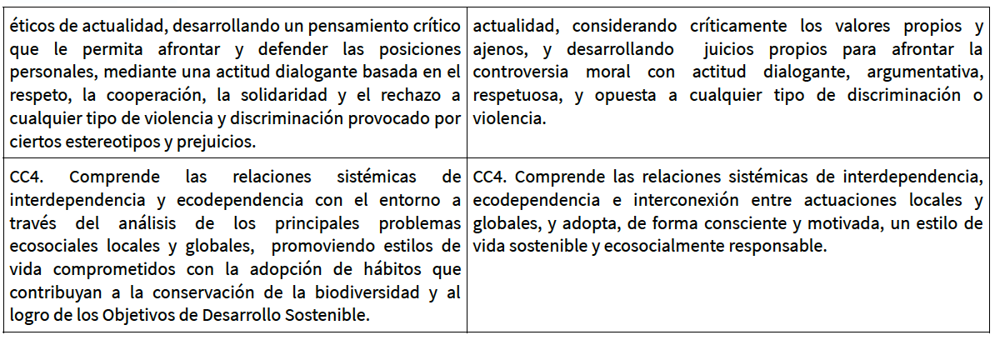 éticos de actualidad, desarrollando un pensamiento crítico
que le permita afrontar y defender las posiciones
personales, mediante una actitud dialogante basada en el
respeto, la cooperación, la solidaridad y el rechazo a
cualquier tipo de violencia y discriminación provocado por
ciertos estereotipos y prejuicios.
actualidad, considerando críticamente los valores propios y
ajenos, y desarrollando juicios propios para afrontar la
controversia moral con actitud dialogante, argumentativa,
respetuosa, y opuesta a cualquier tipo de discriminación o
violencia.
CC4. Comprende las relaciones sistémicas de
interdependencia y ecodependencia con el entorno a
través del análisis de los principales problemas
ecosociales locales y globales, promoviendo estilos de
vida comprometidos con la adopción de hábitos que
contribuyan a la conservación de la biodiversidad y al
logro de los Objetivos de Desarrollo Sostenible.
CC4. Comprende las relaciones sistémicas de interdependencia,
ecodependencia e interconexión entre actuaciones locales y
globales, y adopta, de forma consciente y motivada, un estilo de
vida sostenible y ecosocialmente responsable.